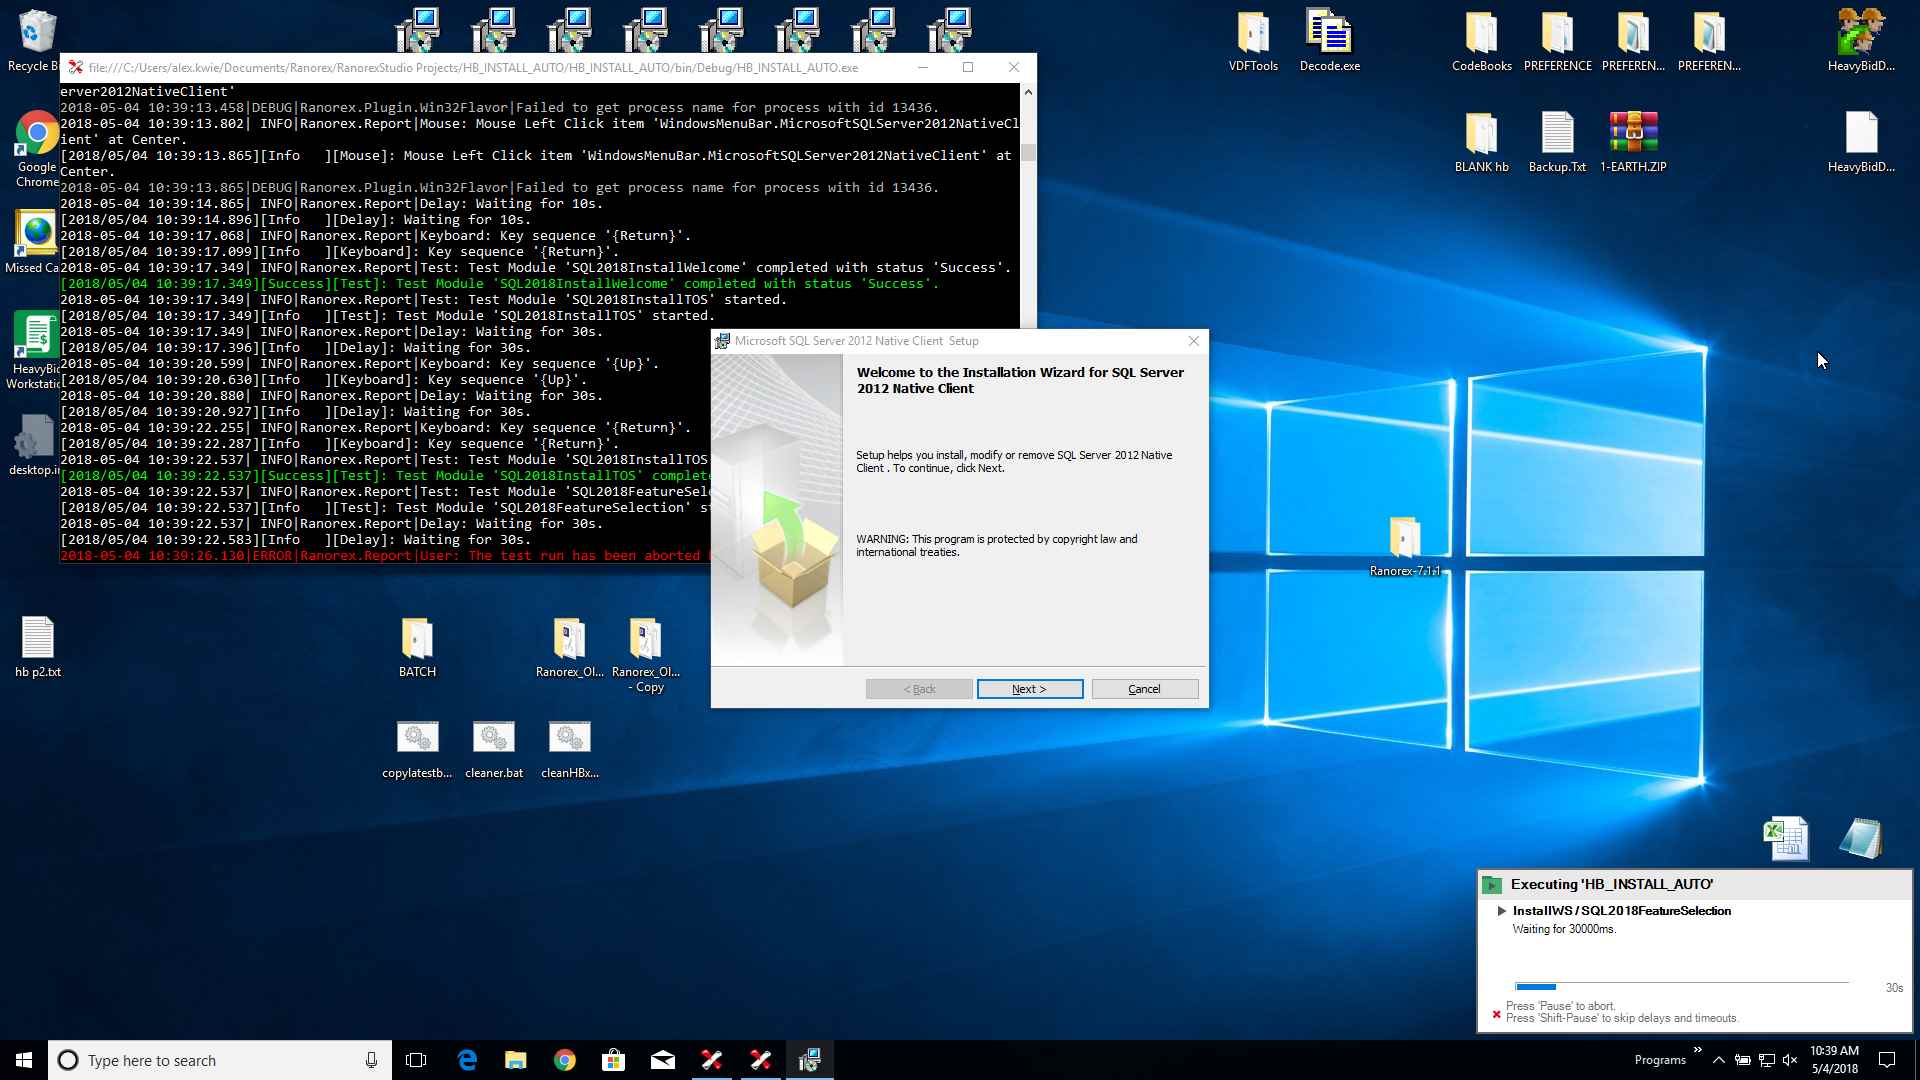 Recycle Bi
VDFTools
Decode.exe
CodeBooks
PREFERENCE
PREFEREN...
PREFEREN...
HeavyBidD...
file:///C:/Users/alex.kwie/Documents/Ranorex/RanorexStudio Projects/HB_INSTALL_AUTO/HB_INSTALL_AUTO/bin/Debug/HB_INSTALL_AUTO.exe
erver2012NativeClient'
2018-05-04 10:39:13.458|DEBUG|Ranorex.Plugin.Win32Flavor|Failed to get process name for process with id 13436.
2018-05-04 10:39:13.802| INFO|Ranorex.Report|Mouse: Mouse Left Click item 'WindowsMenuBar.MicrosoftSQLServer2012NativeCl
ient' at Center.
[2018/05/04 10:39:13.865][Info   ][Mouse]: Mouse Left Click item 'WindowsMenuBar.MicrosoftSQLServer2012NativeClient' at
Center.
2018-05-04 10:39:13.865|DEBUG|Ranorex.Plugin.Win32Flavor|Failed to get process name for process with id 13436.
2018-05-04 10:39:14.865| INFO|Ranorex.Report|Delay: Waiting for 10s.
[2018/05/04 10:39:14.896][Info   ][Delay]: Waiting for 10s.
2018-05-04 10:39:17.068| INFO|Ranorex.Report|Keyboard: Key sequence '{Return}'.
[2018/05/04 10:39:17.099][Info   ][Keyboard]: Key sequence '{Return}'.
2018-05-04 10:39:17.349| INFO|Ranorex.Report|Test: Test Module 'SQL2018InstallWelcome' completed with status 'Success'.
[2018/05/04 10:39:17.349][Success][Test]: Test Module 'SQL2018InstallWelcome' completed with status 'Success'.
2018-05-04 10:39:17.349| INFO|Ranorex.Report|Test: Test Module 'SQL2018InstallTOS' started.
[2018/05/04 10:39:17.349][Info   ][Test]: Test Module 'SQL2018InstallTOS' started.
2018-05-04 10:39:17.349| INFO|Ranorex.Report|Delay: Waiting for 30s.
[2018/05/04 10:39:17.396][Info   ][Delay]: Waiting for 30s.
2018-05-04 10:39:20.599| INFO|Ranorex.Report|Keyboard: Key sequence '{Up}'.
[2018/05/04 10:39:20.630][Info   ][Keyboard]: Key sequence '{Up}'.
2018-05-04 10:39:20.880| INFO|Ranorex.Report|Delay: Waiting for 30s.
[2018/05/04 10:39:20.927][Info   ][Delay]: Waiting for 30s.
2018-05-04 10:39:22.255| INFO|Ranorex.Report|Keyboard: Key sequence '{Return}'.
[2018/05/04 10:39:22.287][Info   ][Keyboard]: Key sequence '{Return}'.
2018-05-04 10:39:22.537| INFO|Ranorex.Report|Test: Test Module 'SQL2018InstallTOS
[2018/05/04 10:39:22.537][Success][Test]: Test Module 'SQL2018InstallTOS' complete
2018-05-04 10:39:22.537| INFO|Ranorex.Report|Test: Test Module 'SQL2018FeatureSele
[2018/05/04 10:39:22.537][Info   ][Test]: Test Module 'SQL2018FeatureSelection' st
2018-05-04 10:39:22.537| INFO|Ranorex.Report|Delay: Waiting for 30s.
[2018/05/04 10:39:22.583][Info   ][Delay]: Waiting for 30s.
2018-05-04 10:39:26.130|ERROR|Ranorex.Report|User: The test run has been aborted
Google
Chrome
Missed Ca
HeavyBid
Workstatio
desktop.in
BLANK hb
Backup.Txt
1-EARTH.ZIP
HeavyBidD...
Microsoft SQL Server 2012 Native Client  Setup
Welcome to the Installation Wizard for SQL Server
2012 Native Client
Setup helps you install, modify or remove SQL Server 2012 Native
Client . To continue, click Next.
WARNING: This program is protected by copyright law and
international treaties.
< Back
Next >
Cancel
Ranorex-7.1.1
hb p2.txt
BATCH
Ranorex_Ol...
Ranorex_Ol...
- Copy
copylatestb...
cleaner.bat
cleanHBx...
Executing 'HB_INSTALL_AUTO'
InstallWS / SQL2018FeatureSelection
Waiting for 30000ms.
30s
Press 'Pause' to abort.
Press 'Shift-Pause' to skip delays and timeouts.
Type here to search
Programs
10:39 AM
5/4/2018